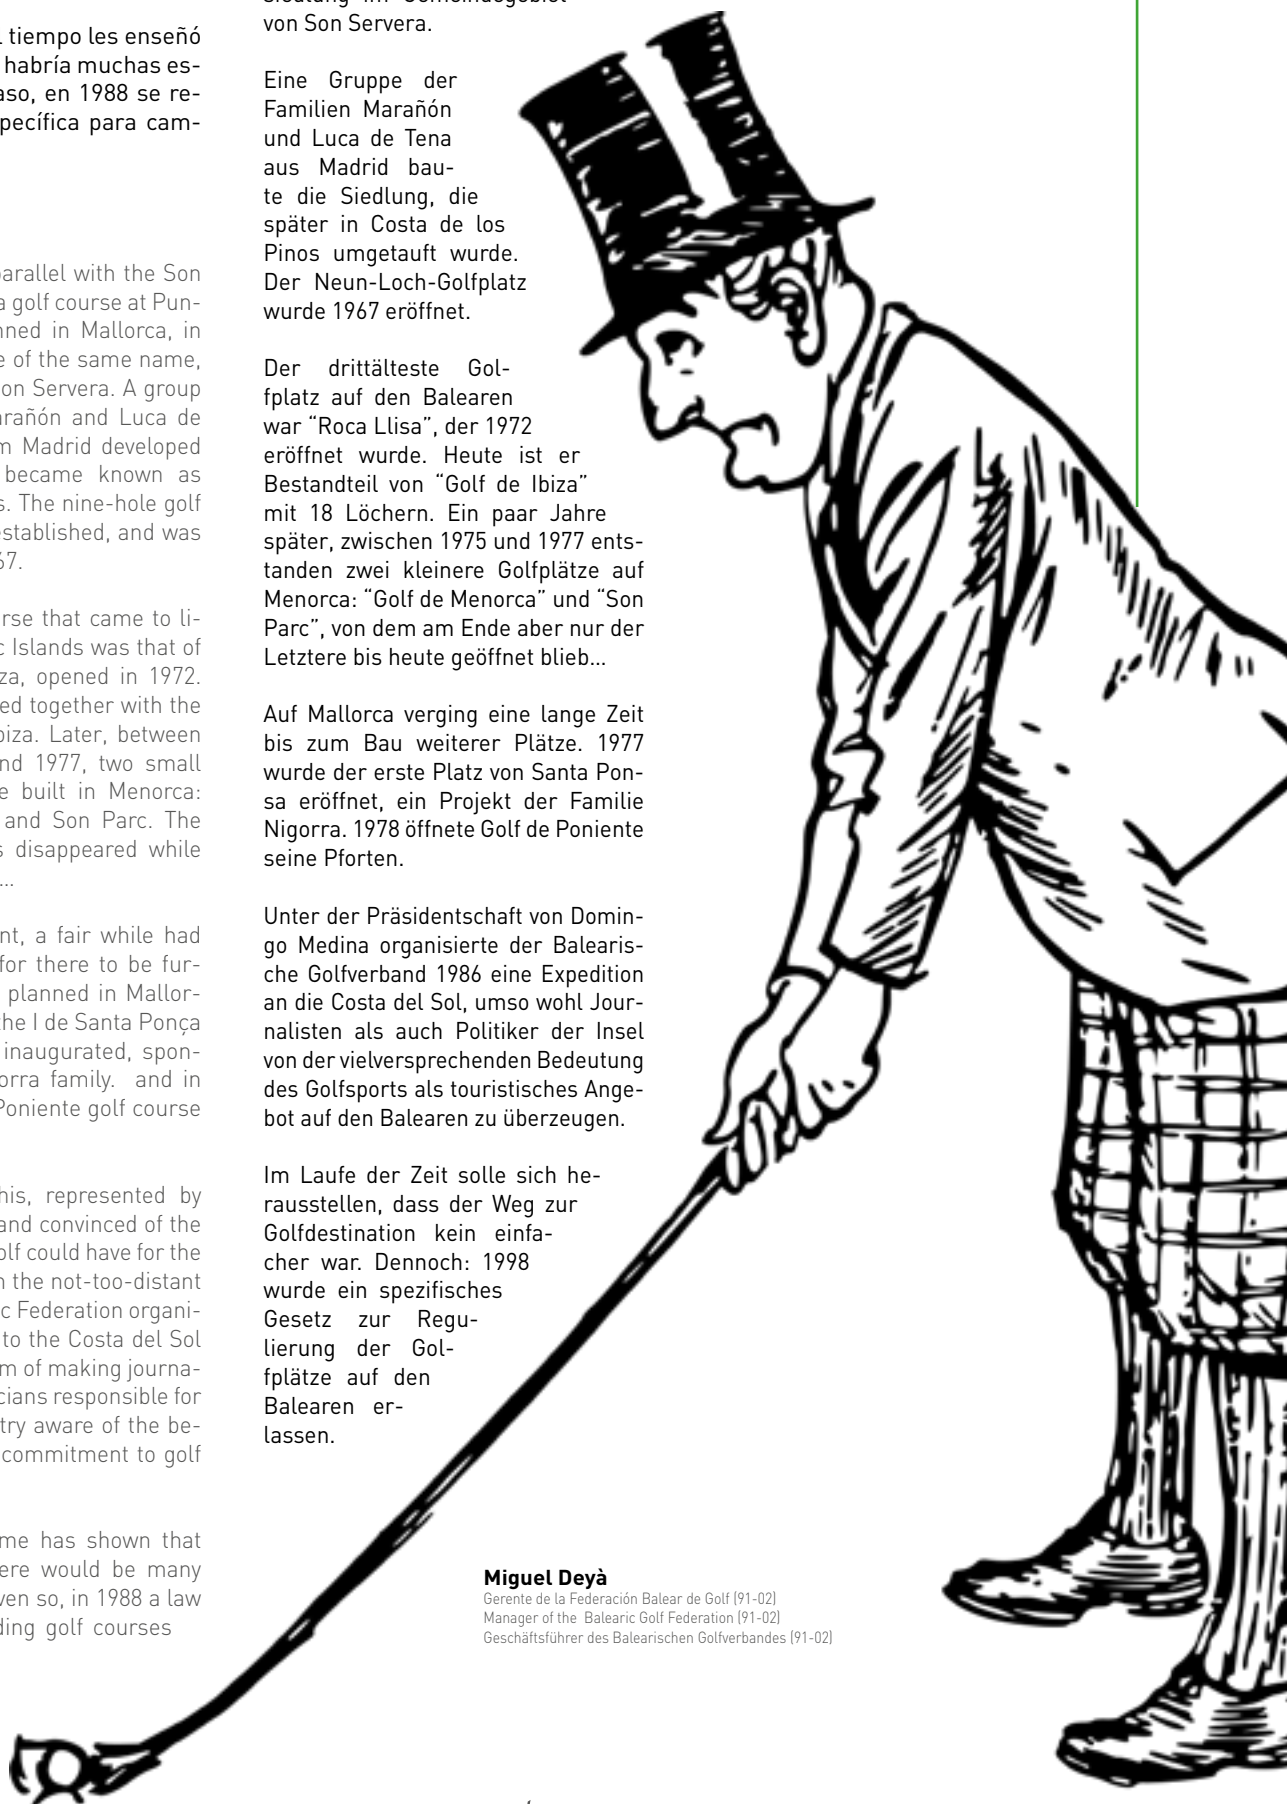 l tiempo les enseñó
habría muchas es-
aso, en 1988 se re-
pecífica para cam-
parallel with the Son
a golf course at Pun-
nned in Mallorca, in
e of the same name,
on Servera. A group
arañón and Luca de
m Madrid developed
became known as
s. The nine-hole golf
established, and was
67.
rse that came to li-
c Islands was that of
za, opened in 1972.
ed together with the
biza. Later, between
nd 1977, two small
e built in Menorca:
and Son Parc. The
s disappeared while
...
nt, a fair while had
for there to be fur-
planned in Mallor-
the I de Santa Ponça
inaugurated, spon-
orra family. and in
Poniente golf course
his, represented by
and convinced of the
olf could have for the
n the not-too-distant
c Federation organi-
to the Costa del Sol
m of making journa-
cians responsible for
try aware of the be-
commitment to golf
me has shown that
ere would be many
ven so, in 1988 a law
ding golf courses
Siedlung im Gemeindegebiet
von Son Servera.
Eine Gruppe der
Familien Marañón
und Luca de Tena
aus Madrid bau-
te die Siedlung, die
später in Costa de los
Pinos umgetauft wurde.
Der Neun-Loch-Golfplatz
wurde 1967 eröffnet.
Der drittälteste Gol-
fplatz auf den Balearen
war “Roca Llisa”, der 1972
eröffnet wurde. Heute ist er
Bestandteil von “Golf de Ibiza”
mit 18 Löchern. Ein paar Jahre
später, zwischen 1975 und 1977 ents-
tanden zwei kleinere Golfplätze auf
Menorca: “Golf de Menorca” und “Son
Parc”, von dem am Ende aber nur der
Letztere bis heute geöffnet blieb...
Auf Mallorca verging eine lange Zeit
bis zum Bau weiterer Plätze. 1977
wurde der erste Platz von Santa Pon-
sa eröffnet, ein Projekt der Familie
Nigorra. 1978 öffnete Golf de Poniente
seine Pforten.
Unter der Präsidentschaft von Domin-
go Medina organisierte der Balearis-
che Golfverband 1986 eine Expedition
an die Costa del Sol, umso wohl Jour-
nalisten als auch Politiker der Insel
von der vielversprechenden Bedeutung
des Golfsports als touristisches Ange-
bot auf den Balearen zu überzeugen.
Im Laufe der Zeit solle sich he-
rausstellen, dass der Weg zur
Golfdestination kein einfa-
cher war. Dennoch: 1998
wurde ein spezifisches
Gesetz zur Regu-
lierung der Gol-
fplätze auf den
Balearen er-
lassen.
Miguel Deyà
Gerente de la Federación Balear de Golf (91-02)
Manager of the Balearic Golf Federation (91-02)
Geschäftsführer des Balearischen Golfverbandes (91-02)